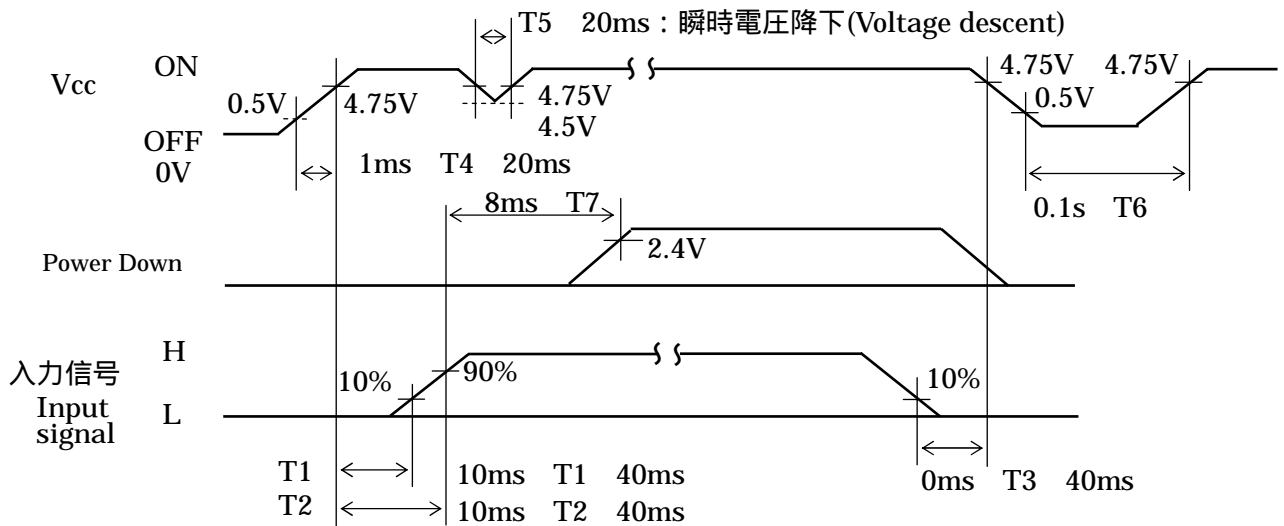 T5 20ms：瞬時電圧降下(Voltage descent)
Vcc
ON
OFF
0V
0.5V
4.75V
4.75V
4.5V
4.75V
4.75V
0.5V
1ms T4 20ms
0.1s T6
8ms T7
Power Down
2.4V
入力信号
Input
signal
H
L
10%
90%
10%
T1
10ms T1 40ms
T2
10ms T2 40ms
0ms T3 40ms